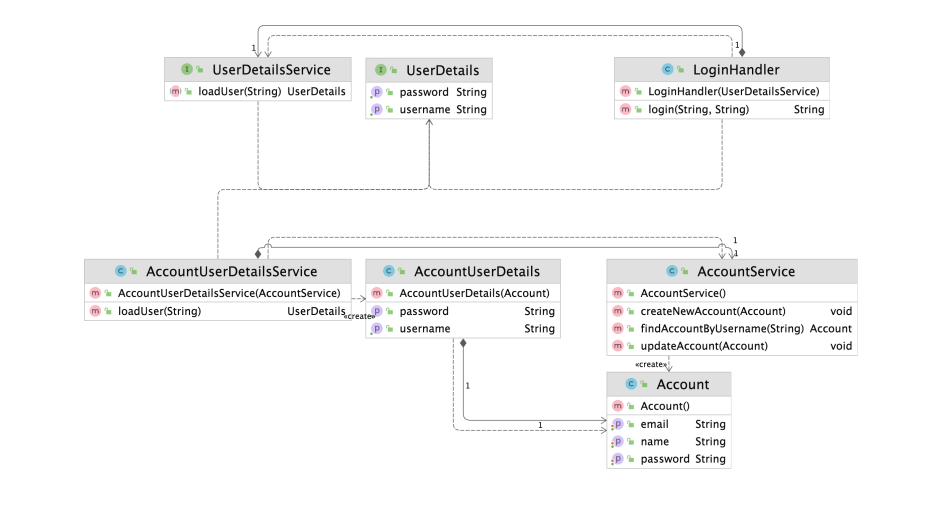 1
1
I UserDetailsService
m loadUser(String) UserDetails
I UserDetails
p password String
p username String
C LoginHandler
m LoginHandler(UserDetailsService)
m login(String, String) String
1
1
C AccountUserDetailsService
m AccountUserDetailsService(AccountService)
m loadUser(String) UserDetails
«create»
C AccountUserDetails
m AccountUserDetails(Account)
p password String
p username String
C AccountService
m AccountService()
m createNewAccount(Account) void
m findAccountByUsername(String) Account
m updateAccount(Account) void
«create»
1
1
C Account
m Account()
p email String
p name String
p password String